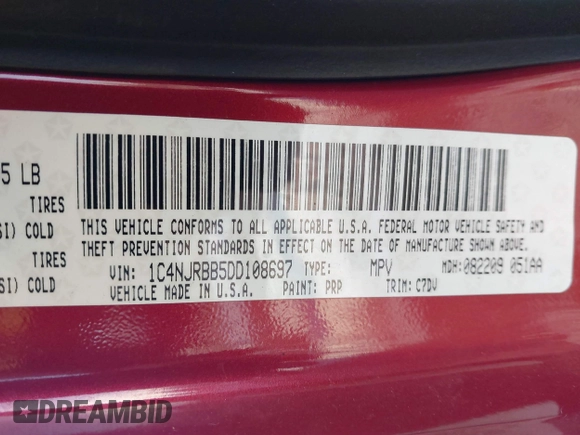 5 LB
TIRES
SI) COLD
TIRES
SI) COLD
THIS VEHICLE CONFORMS TO ALL APPLICABLE U.S.A. FEDERAL MOTOR VEHICLE SAFETY AND
THEFT PREVENTION STANDARDS IN EFFECT ON THE DATE OF MANUFACTURE SHOWN ABOVE.
VIN: 1C4NJRBB5DD108697 TYPE: MPV MDH: 082209 051AA
VEHICLE MADE IN U.S.A. PAINT: PRP TRIM: C7DV
DREAMBID